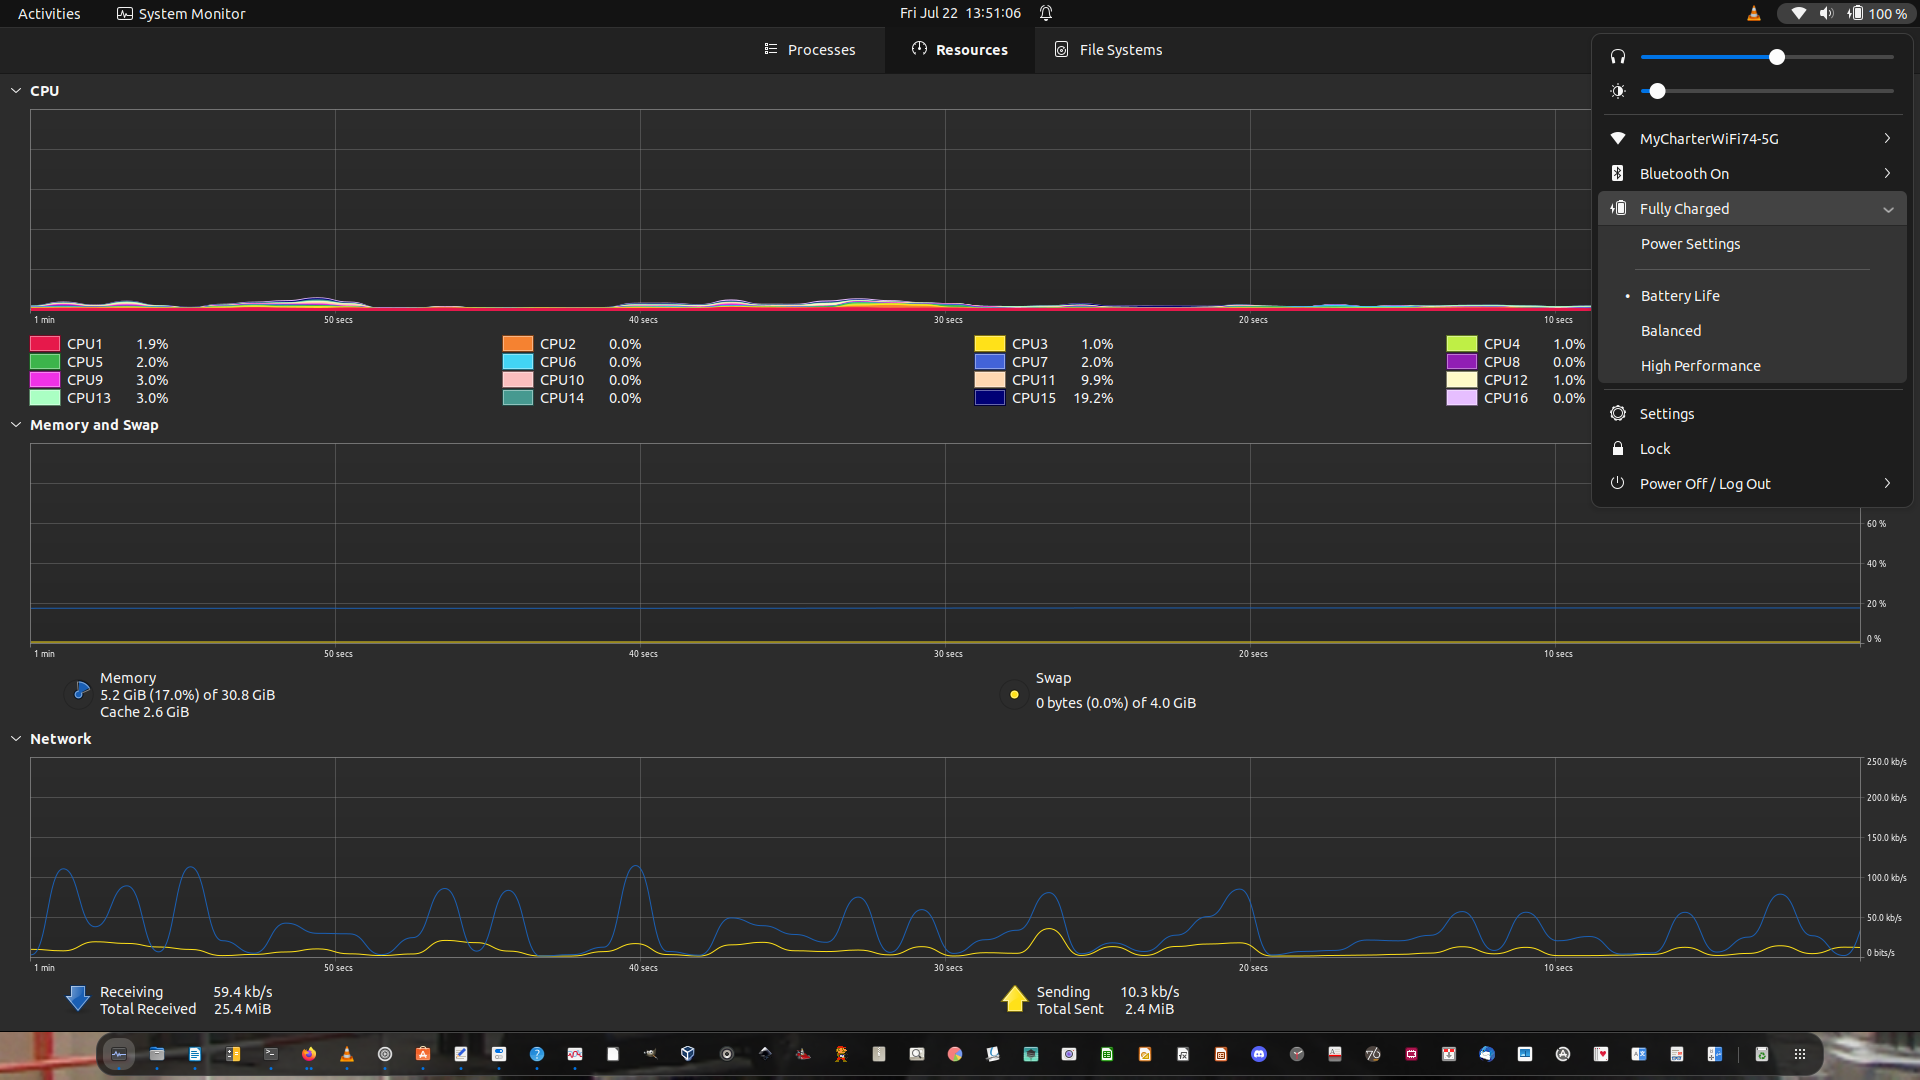 Activities
System Monitor
Fri Jul 22 13:51:06
100 %
Processes
Resources
File Systems
CPU
1 min
50 secs
40 secs
30 secs
20 secs
10 secs
CPU1 1.9%
CPU2 0.0%
CPU3 1.0%
CPU4 1.0%
CPU5 2.0%
CPU6 0.0%
CPU7 2.0%
CPU8 0.0%
CPU9 3.0%
CPU10 0.0%
CPU11 9.9%
CPU12 1.0%
CPU13 3.0%
CPU14 0.0%
CPU15 19.2%
CPU16 0.0%
MyCharterWiFi74-5G
Bluetooth On
Fully Charged
Power Settings
• Battery Life
Balanced
High Performance
Settings
Lock
Power Off / Log Out
Memory and Swap
60 %
40 %
20 %
0 %
1 min
50 secs
40 secs
30 secs
20 secs
10 secs
Memory
5.2 GiB (17.0%) of 30.8 GiB
Cache 2.6 GiB
Swap
0 bytes (0.0%) of 4.0 GiB
Network
250.0 kb/s
200.0 kb/s
150.0 kb/s
100.0 kb/s
50.0 kb/s
0 bits/s
1 min
50 secs
40 secs
30 secs
20 secs
10 secs
Receiving 59.4 kb/s
Total Received 25.4 MiB
Sending 10.3 kb/s
Total Sent 2.4 MiB
76